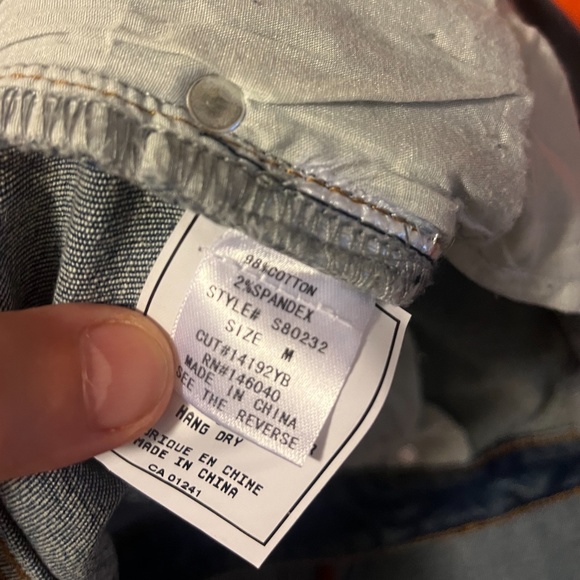 98%COTTON
2%SPANDEX
STYLE# S80232
SIZE M
CUT#14192YB
RN#146040
MADE IN CHINA
SEE THE REVERSE
HANG DRY
EN CHINE
MADE IN CHINA
CA 01241